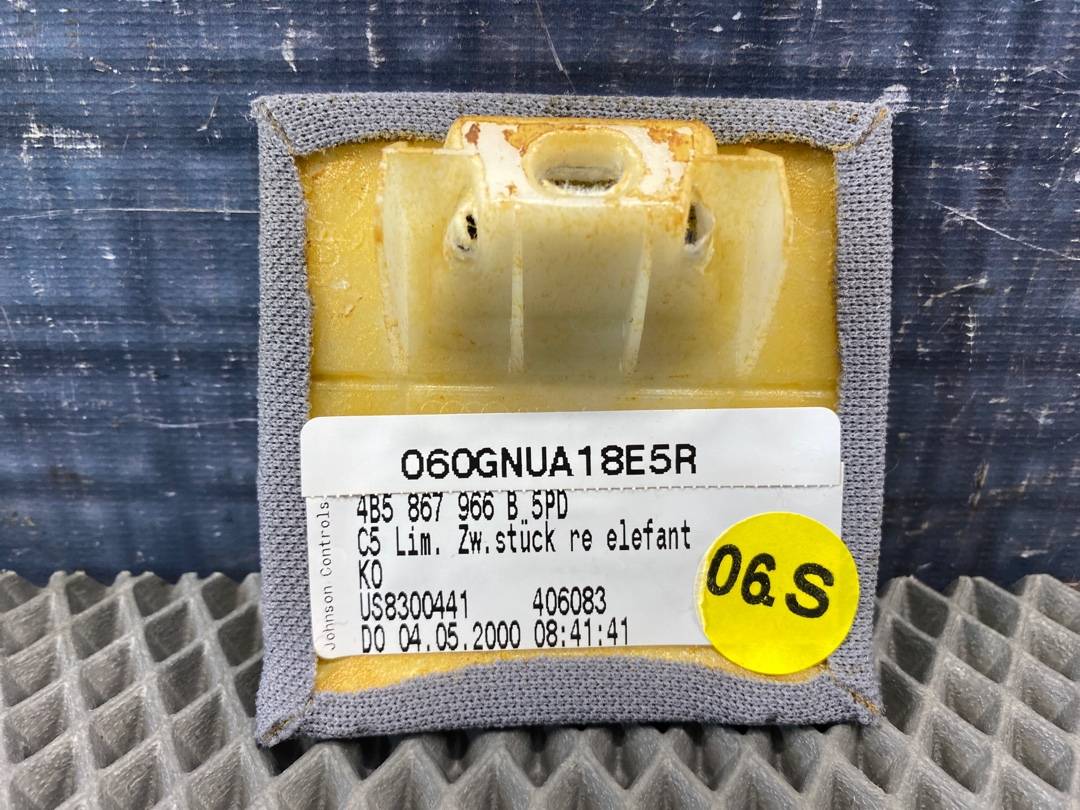 060GNUA18E5R
4B5 867 966 B 5PD
C5 Lim. Zw.stück re elefant
KO
US8300441 406083
DO 04.05.2000 08:41:41
Johnson Controls
06.S